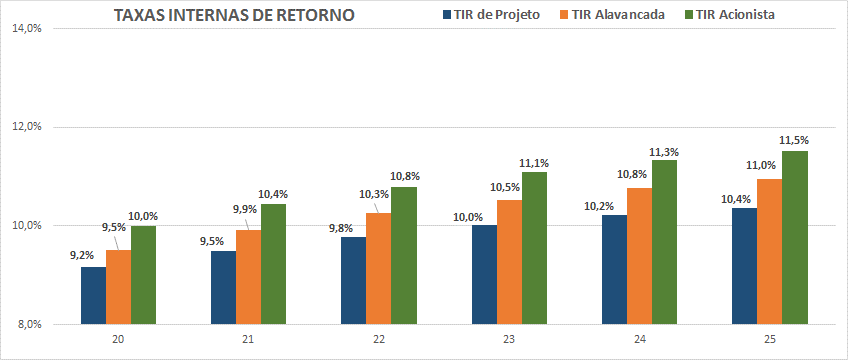 TAXAS INTERNAS DE RETORNO
TIR de Projeto TIR Alavancada TIR Acionista
14,0%
12,0%
10,0%
8,0%
9,2% 9,5% 10,0%
9,5% 9,9% 10,4%
9,8% 10,3% 10,8%
10,0% 10,5% 11,1%
10,2% 10,8% 11,3%
10,4% 11,0% 11,5%
20 21 22 23 24 25